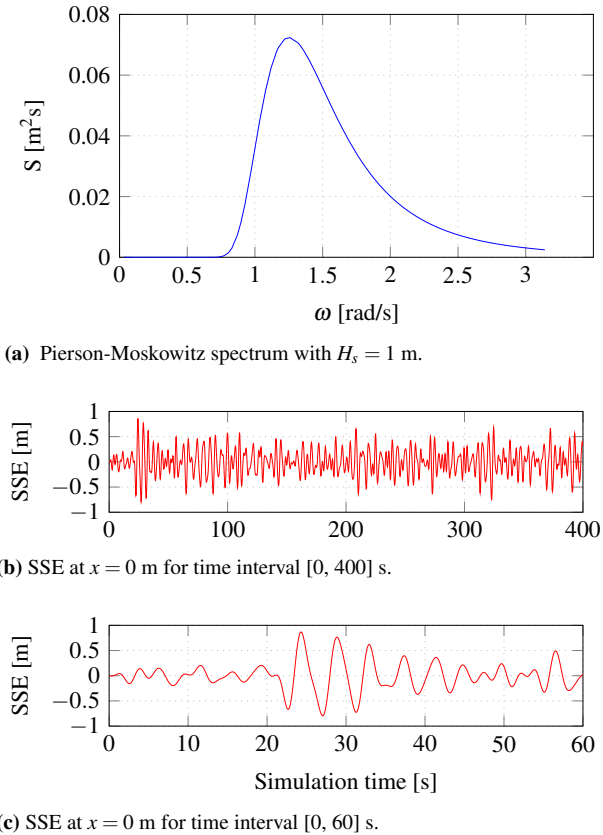 0.08
0.06
0.04
0.02
0
S [m²s]
0 0.5 1 1.5 2 2.5 3
ω [rad/s]
(a) Pierson-Moskowitz spectrum with Hₛ = 1 m.
1
0.5
0
−0.5
−1
SSE [m]
0 100 200 300 400
(b) SSE at x = 0 m for time interval [0, 400] s.
1
0.5
0
−0.5
−1
SSE [m]
0 10 20 30 40 50 60
Simulation time [s]
(c) SSE at x = 0 m for time interval [0, 60] s.